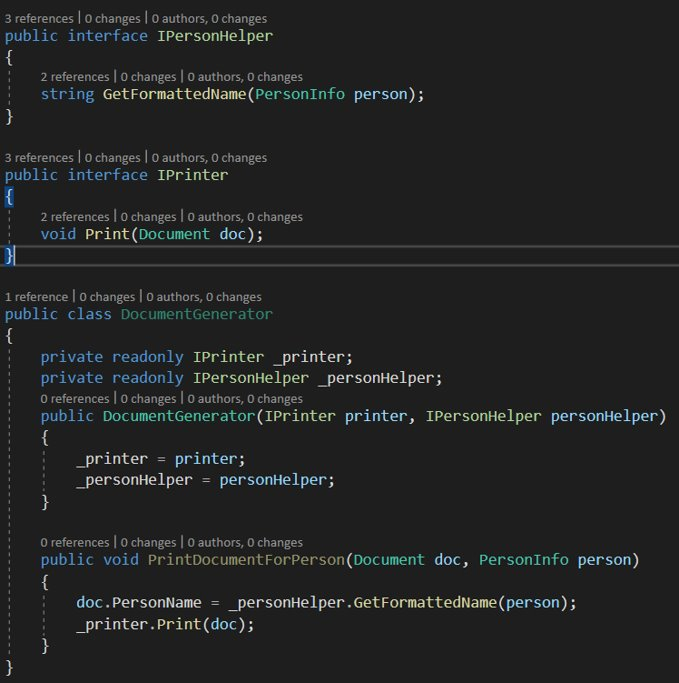 3 references | 0 changes | 0 authors, 0 changes
public interface IPersonHelper
{
2 references | 0 changes | 0 authors, 0 changes
string GetFormattedName(PersonInfo person);
}
3 references | 0 changes | 0 authors, 0 changes
public interface IPrinter
{
2 references | 0 changes | 0 authors, 0 changes
void Print(Document doc);
}
1 reference | 0 changes | 0 authors, 0 changes
public class DocumentGenerator
{
private readonly IPrinter _printer;
private readonly IPersonHelper _personHelper;
0 references | 0 changes | 0 authors, 0 changes
public DocumentGenerator(IPrinter printer, IPersonHelper personHelper)
{
_printer = printer;
_personHelper = personHelper;
}
0 references | 0 changes | 0 authors, 0 changes
public void PrintDocumentForPerson(Document doc, PersonInfo person)
{
doc.PersonName = _personHelper.GetFormattedName(person);
_printer.Print(doc);
}
}